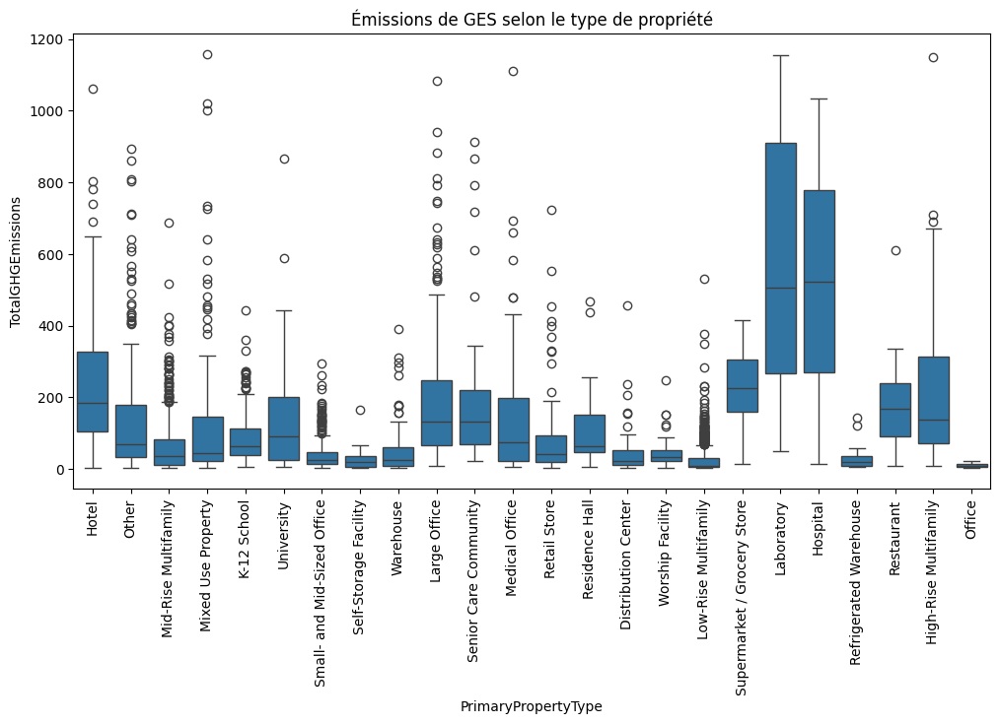 Émissions de GES selon le type de propriété
TotalGHGEmissions
1200
1000
800
600
400
200
0
Hotel
Other
Mid-Rise Multifamily
Mixed Use Property
K-12 School
University
Small- and Mid-Sized Office
Self-Storage Facility
Warehouse
Large Office
Senior Care Community
Medical Office
Retail Store
Residence Hall
Distribution Center
Worship Facility
Low-Rise Multifamily
Supermarket / Grocery Store
Laboratory
Hospital
Refrigerated Warehouse
Restaurant
High-Rise Multifamily
Office
PrimaryPropertyType